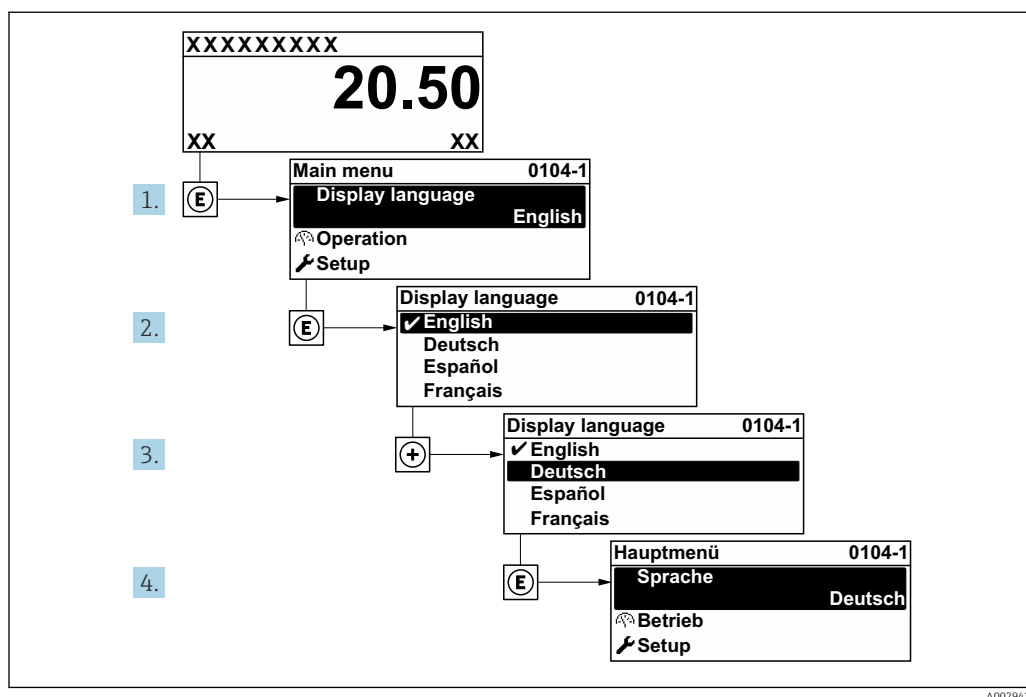 XXXXXXXXX
20.50
XX XX
1. E
Main menu 0104-1
Display language
English
Operation
Setup
2. E
Display language 0104-1
✔ English
Deutsch
Español
Français
3. +
Display language 0104-1
✔ English
Deutsch
Español
Français
4. E
Hauptmenü 0104-1
Sprache
Deutsch
Betrieb
Setup